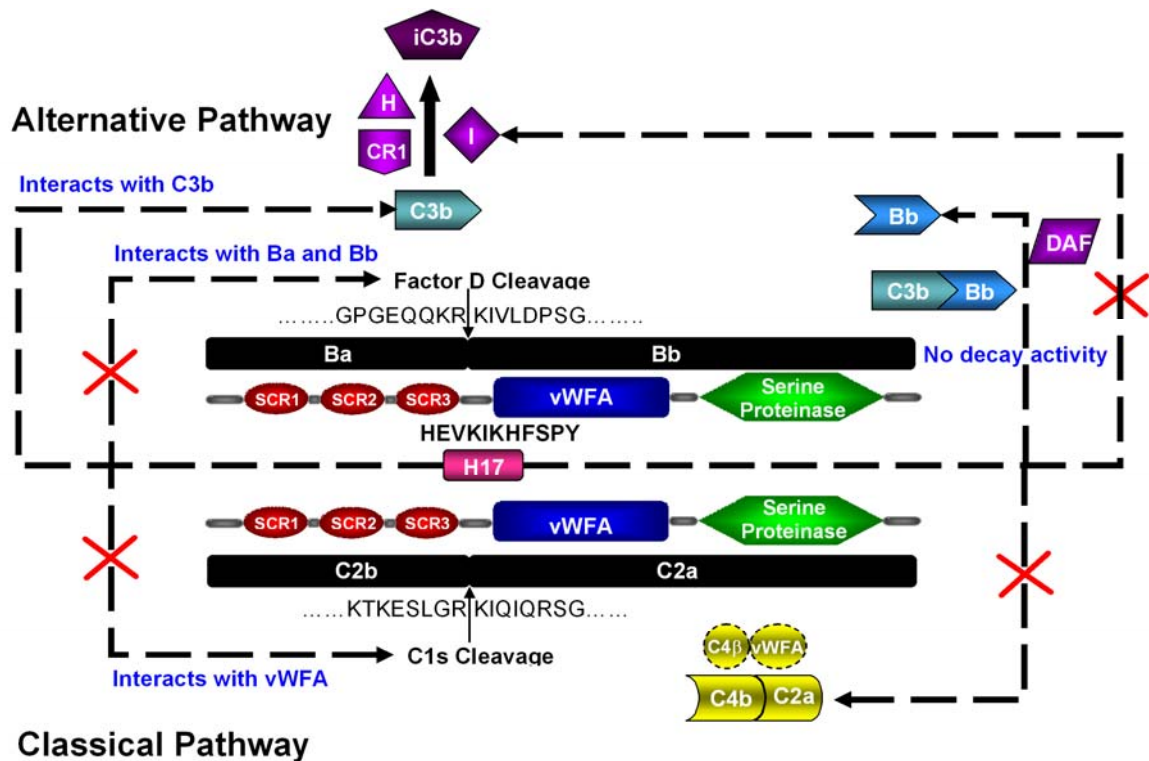 iC3b
Alternative Pathway
H
CR1
I
Interacts with C3b
C3b
Bb
DAF
Interacts with Ba and Bb
Factor D Cleavage
C3b Bb
……..GPGEQQKR KIVLDPSG……..
Ba Bb
No decay activity
SCR1 SCR2 SCR3 vWFA Serine Proteinase
HEVKIKHFSPY
H17
SCR1 SCR2 SCR3 vWFA Serine Proteinase
C2b C2a
……KTKESLGR KIQIQRSG……
C4β vWFA
C1s Cleavage
Interacts with vWFA
C4b C2a
Classical Pathway